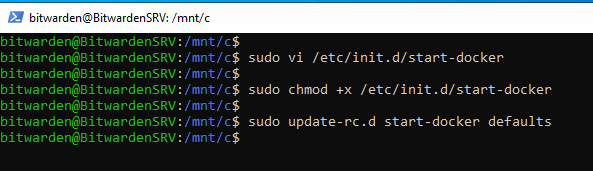 bitwarden@BitwardenSRV: /mnt/c
bitwarden@BitwardenSRV:/mnt/c$
bitwarden@BitwardenSRV:/mnt/c$ sudo vi /etc/init.d/start-docker
bitwarden@BitwardenSRV:/mnt/c$
bitwarden@BitwardenSRV:/mnt/c$ sudo chmod +x /etc/init.d/start-docker
bitwarden@BitwardenSRV:/mnt/c$
bitwarden@BitwardenSRV:/mnt/c$ sudo update-rc.d start-docker defaults
bitwarden@BitwardenSRV:/mnt/c$